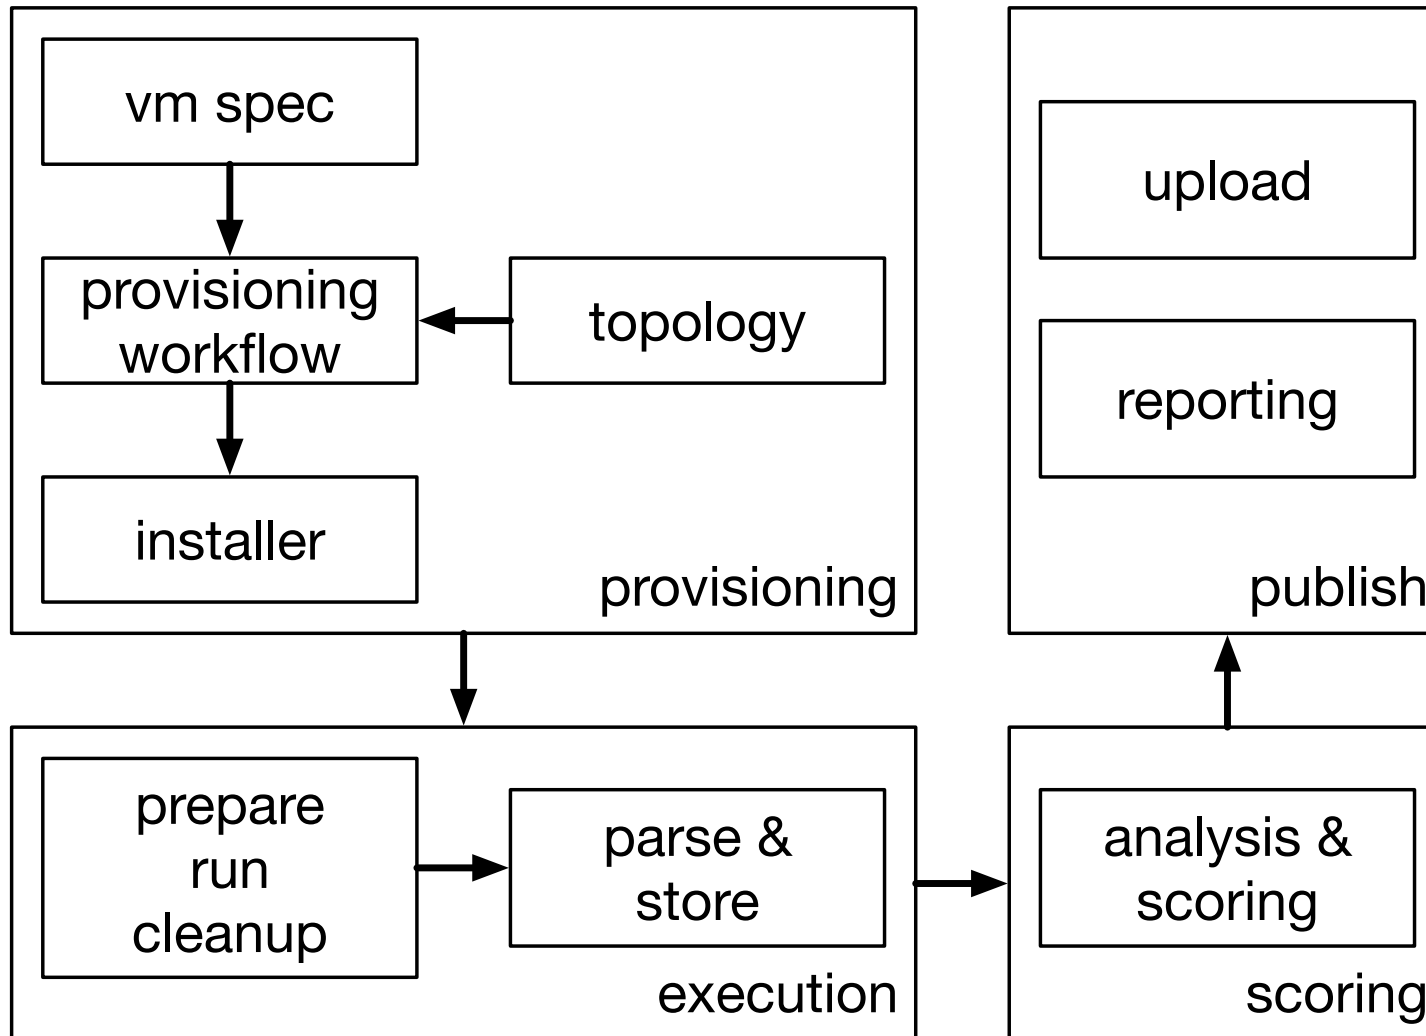 vm spec
provisioning
workflow
topology
installer
provisioning
upload
reporting
publish
prepare
run
cleanup
parse &
store
execution
analysis &
scoring
scoring